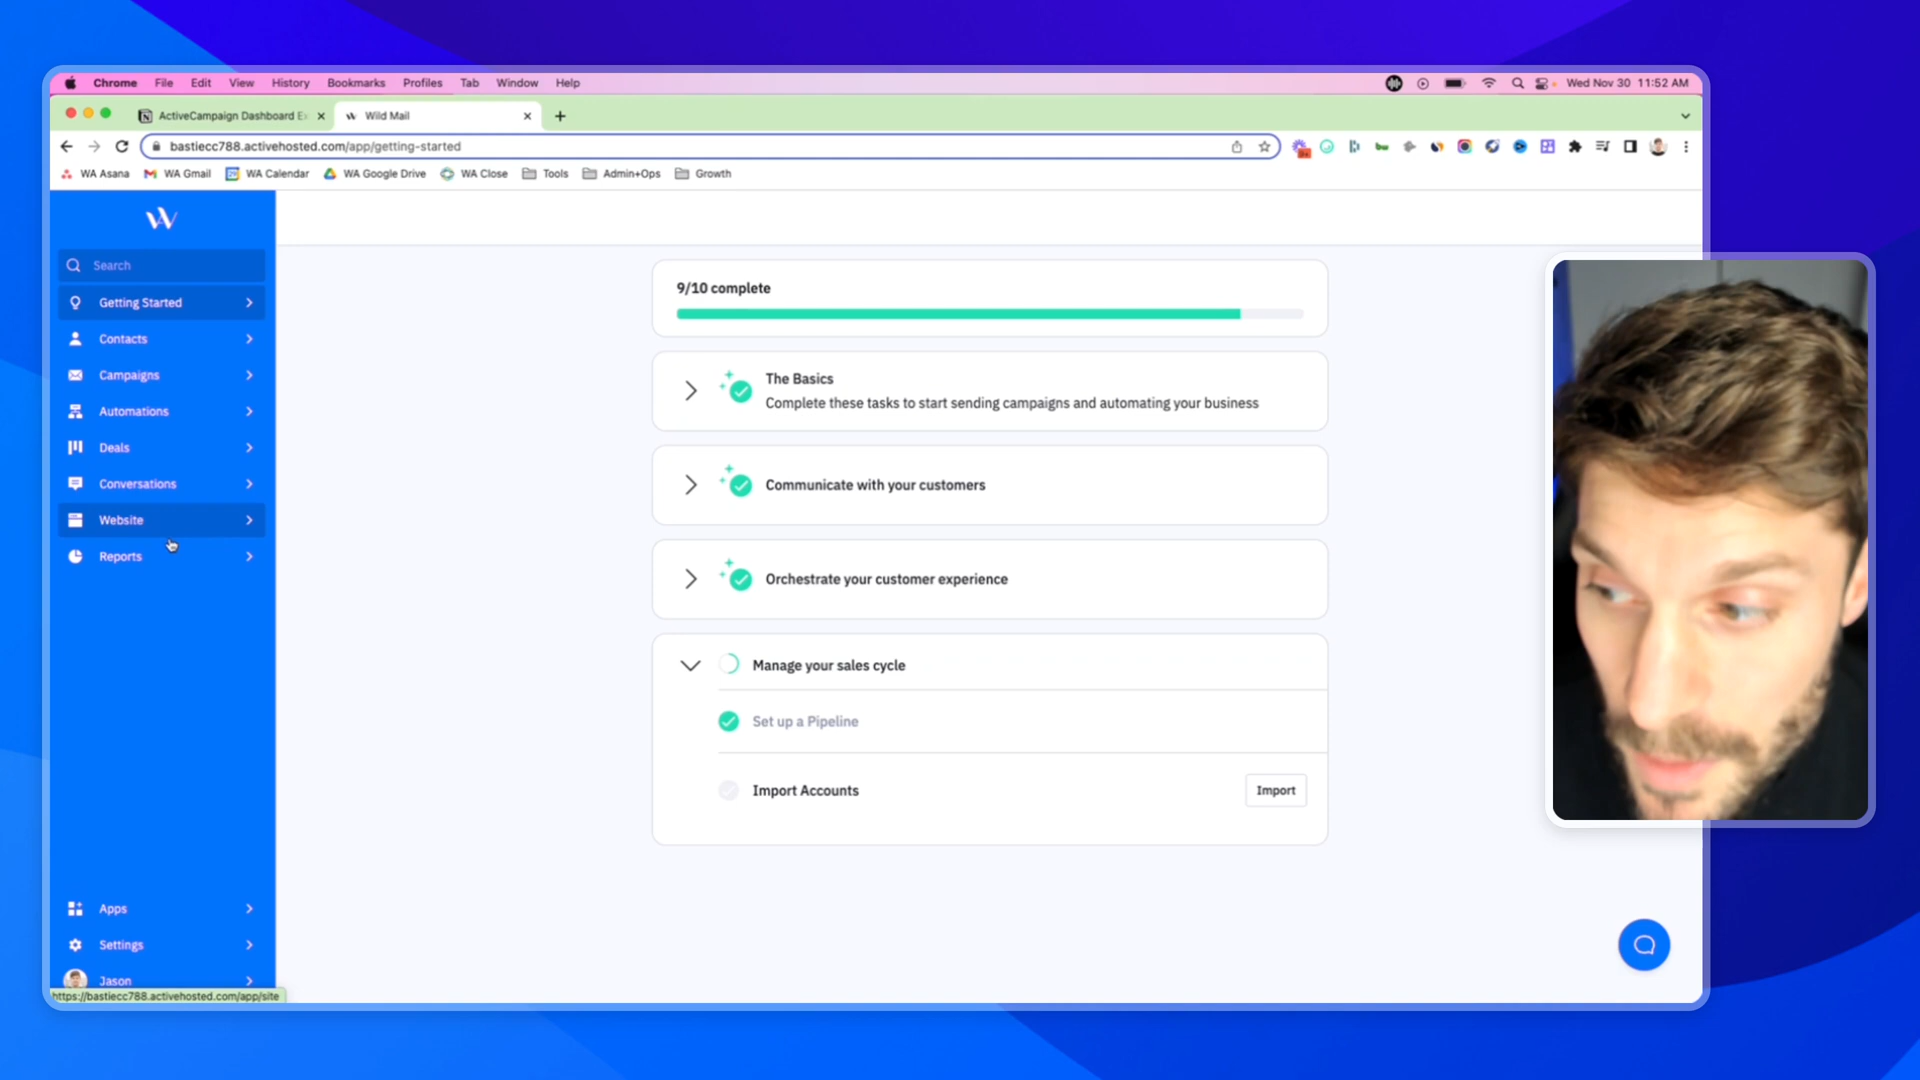 Chrome File Edit View History Bookmarks Profiles Tab Window Help Wed Nov 30 11:52 AM
ActiveCampaign Dashboard Ex Wild Mail
bastiecc788.activehosted.com/app/getting-started
WA Asana WA Gmail WA Calendar WA Google Drive WA Close Tools Admin+Ops Growth
Search
Getting Started
Contacts
Campaigns
Automations
Deals
Conversations
Website
Reports
Apps
Settings
Jason
https://bastiecc788.activehosted.com/app/site
9/10 complete
The Basics
Complete these tasks to start sending campaigns and automating your business
Communicate with your customers
Orchestrate your customer experience
Manage your sales cycle
Set up a Pipeline
Import Accounts Import